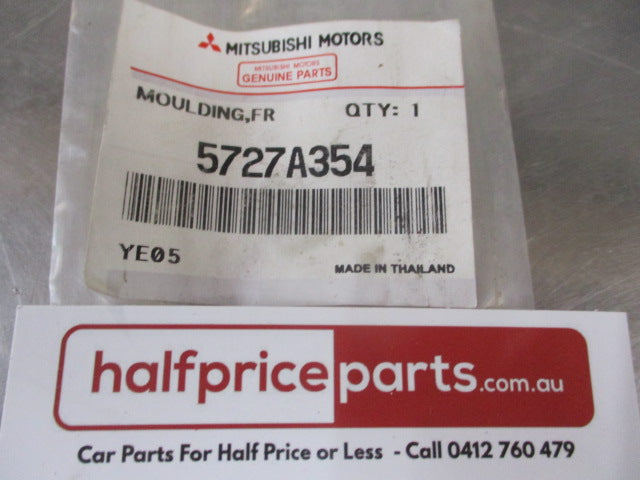 MITSUBISHI MOTORS
MITSUBISHI MOTORS
GENUINE PARTS
MOULDING,FR QTY: 1
5727A354
YE05
MADE IN THAILAND
halfpriceparts.com.au
Car Parts For Half Price or Less - Call 0412 760 479